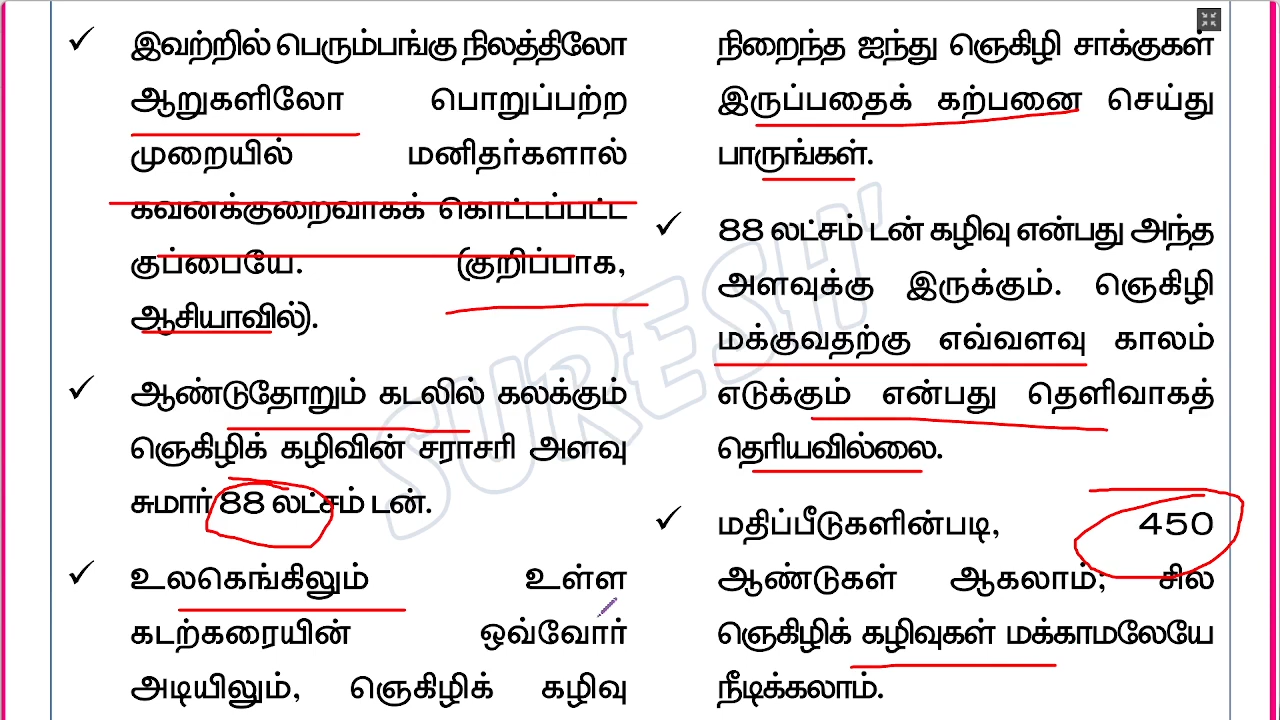 இவற்றில் பெரும்பங்கு நிலத்திலோ
ஆறுகளிலோ பொறுப்பற்ற
முறையில் மனிதர்களால்
கவனக்குறைவாகக் கொட்டப்பட்ட
குப்பையே. (குறிப்பாக,
ஆசியாவில்).
ஆண்டுதோறும் கடலில் கலக்கும்
ஞெகிழிக் கழிவின் சராசரி அளவு
சுமார் 88 லட்சம் டன்.
உலகெங்கிலும் உள்ள
கடற்கரையின் ஒவ்வோர்
அடியிலும், ஞெகிழிக் கழிவு
நிறைந்த ஐந்து ஞெகிழி சாக்குகள்
இருப்பதைக் கற்பனை செய்து
பாருங்கள்.
88 லட்சம் டன் கழிவு என்பது அந்த
அளவுக்கு இருக்கும். ஞெகிழி
மக்குவதற்கு எவ்வளவு காலம்
எடுக்கும் என்பது தெளிவாகத்
தெரியவில்லை.
மதிப்பீடுகளின்படி, 450
ஆண்டுகள் ஆகலாம்; சில
ஞெகிழிக் கழிவுகள் மக்காமலேயே
நீடிக்கலாம்.
SURESH'